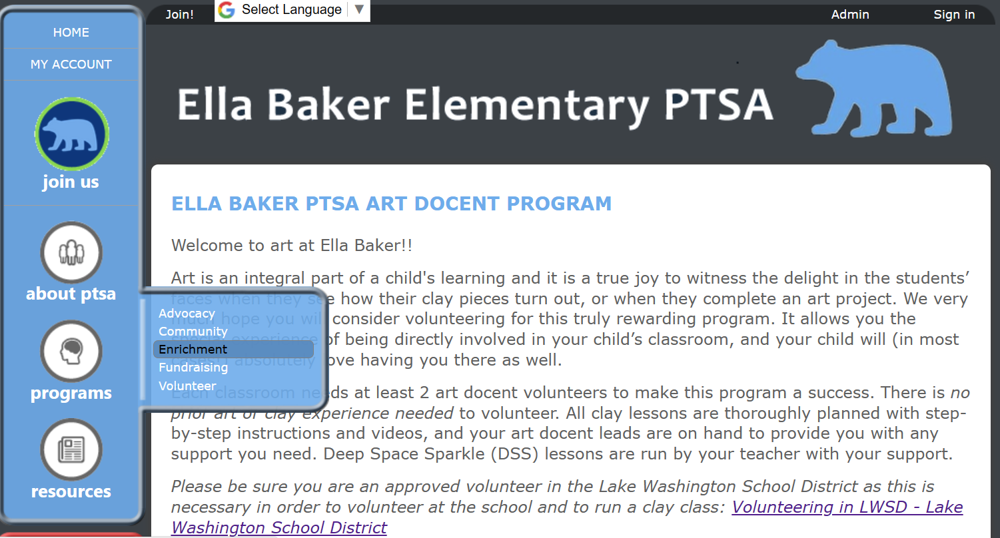 Join!
Select Language
▼
Admin
Sign in
HOME
MY ACCOUNT
join us
about ptsa
programs
resources
Ella Baker Elementary PTSA
ELLA BAKER PTSA ART DOCENT PROGRAM
Welcome to art at Ella Baker!!
Art is an integral part of a child's learning and it is a true joy to witness the delight in the students’
faces when they see how their clay pieces turn out, or when they complete an art project. We very
much hope you will consider volunteering for this truly rewarding program. It allows you the
special experience of being directly involved in your child’s classroom, and your child will (in most
cases!) absolutely love having you there as well.
Advocacy
Community
Enrichment
Fundraising
Volunteer
Each classroom needs at least 2 art docent volunteers to make this program a success. There is no
prior art or clay experience needed to volunteer. All clay lessons are thoroughly planned with step-
by-step instructions and videos, and your art docent leads are on hand to provide you with any
support you need. Deep Space Sparkle (DSS) lessons are run by your teacher with your support.
Please be sure you are an approved volunteer in the Lake Washington School District as this is
necessary in order to volunteer at the school and to run a clay class: Volunteering in LWSD - Lake
Washington School District